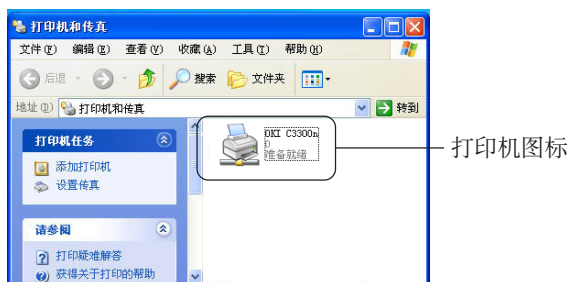 打印机和传真
文件(F) 编辑(E) 查看(V) 收藏(A) 工具(T) 帮助(H)
后退 搜索 文件夹
地址(D) 打印机和传真 转到
打印机任务
添加打印机
设置传真
请参阅
打印疑难解答
获得关于打印的帮助
OKI C3300n
0
准备就绪
打印机图标